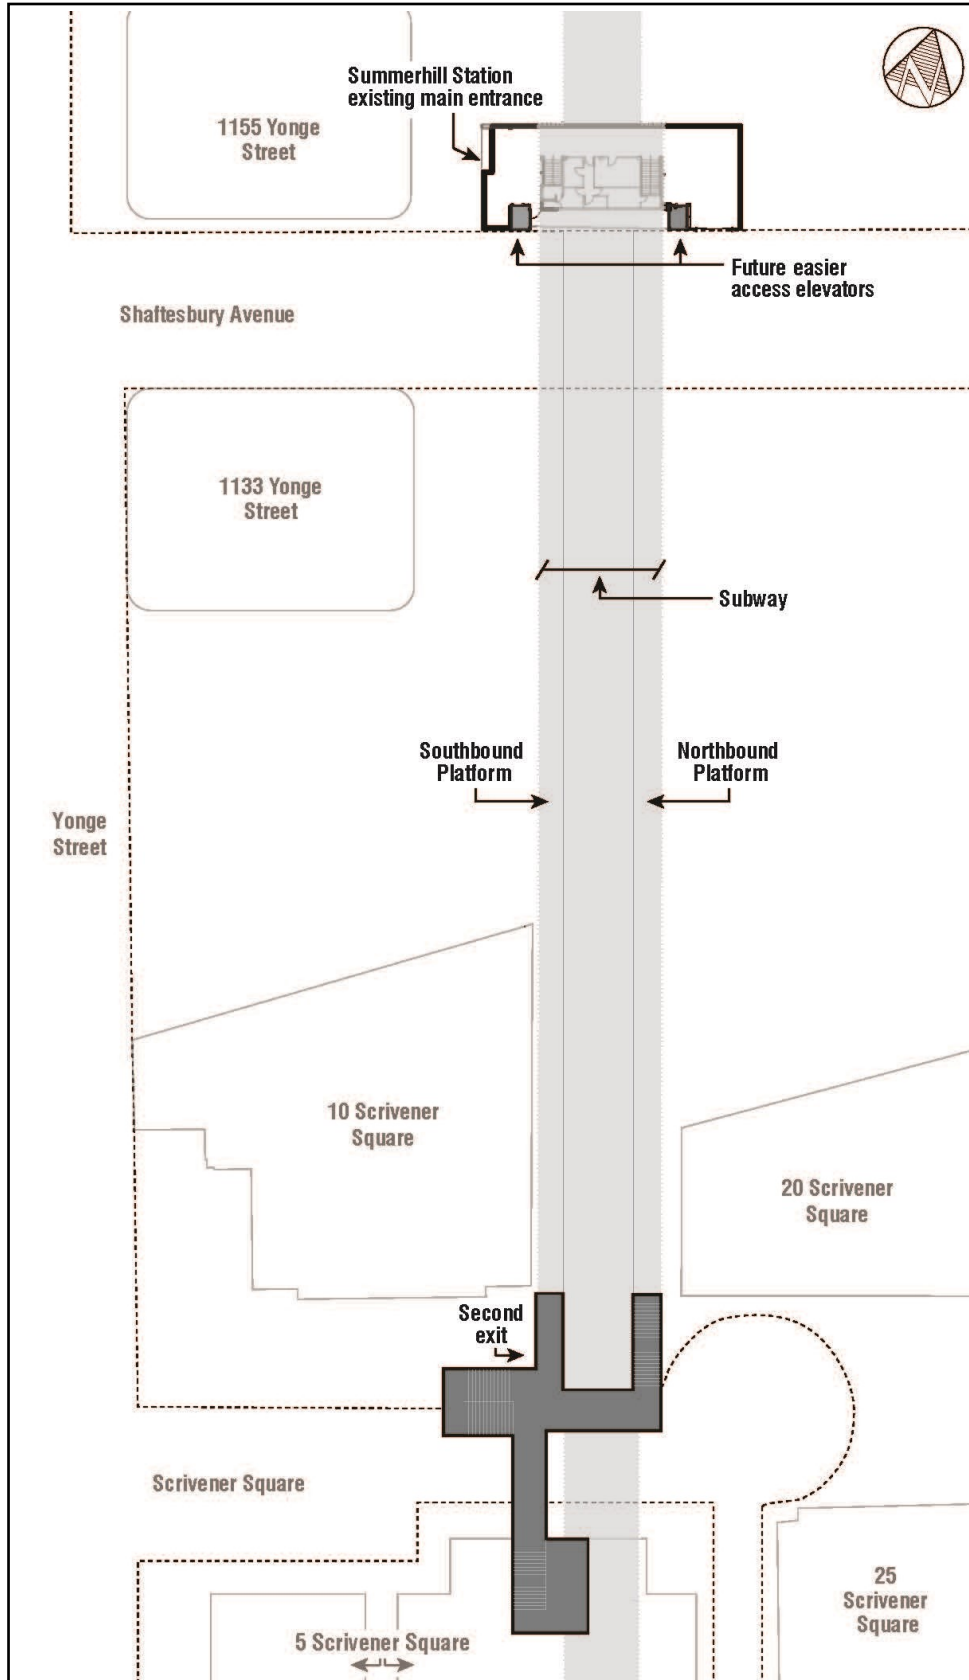 Summerhill Station
existing main entrance
1155 Yonge
Street
Future easier
access elevators
Shaftesbury Avenue
1133 Yonge
Street
Subway
Southbound
Platform
Northbound
Platform
Yonge
Street
10 Scrivener
Square
20 Scrivener
Square
Second
exit
Scrivener Square
25
Scrivener
Square
5 Scrivener Square
N